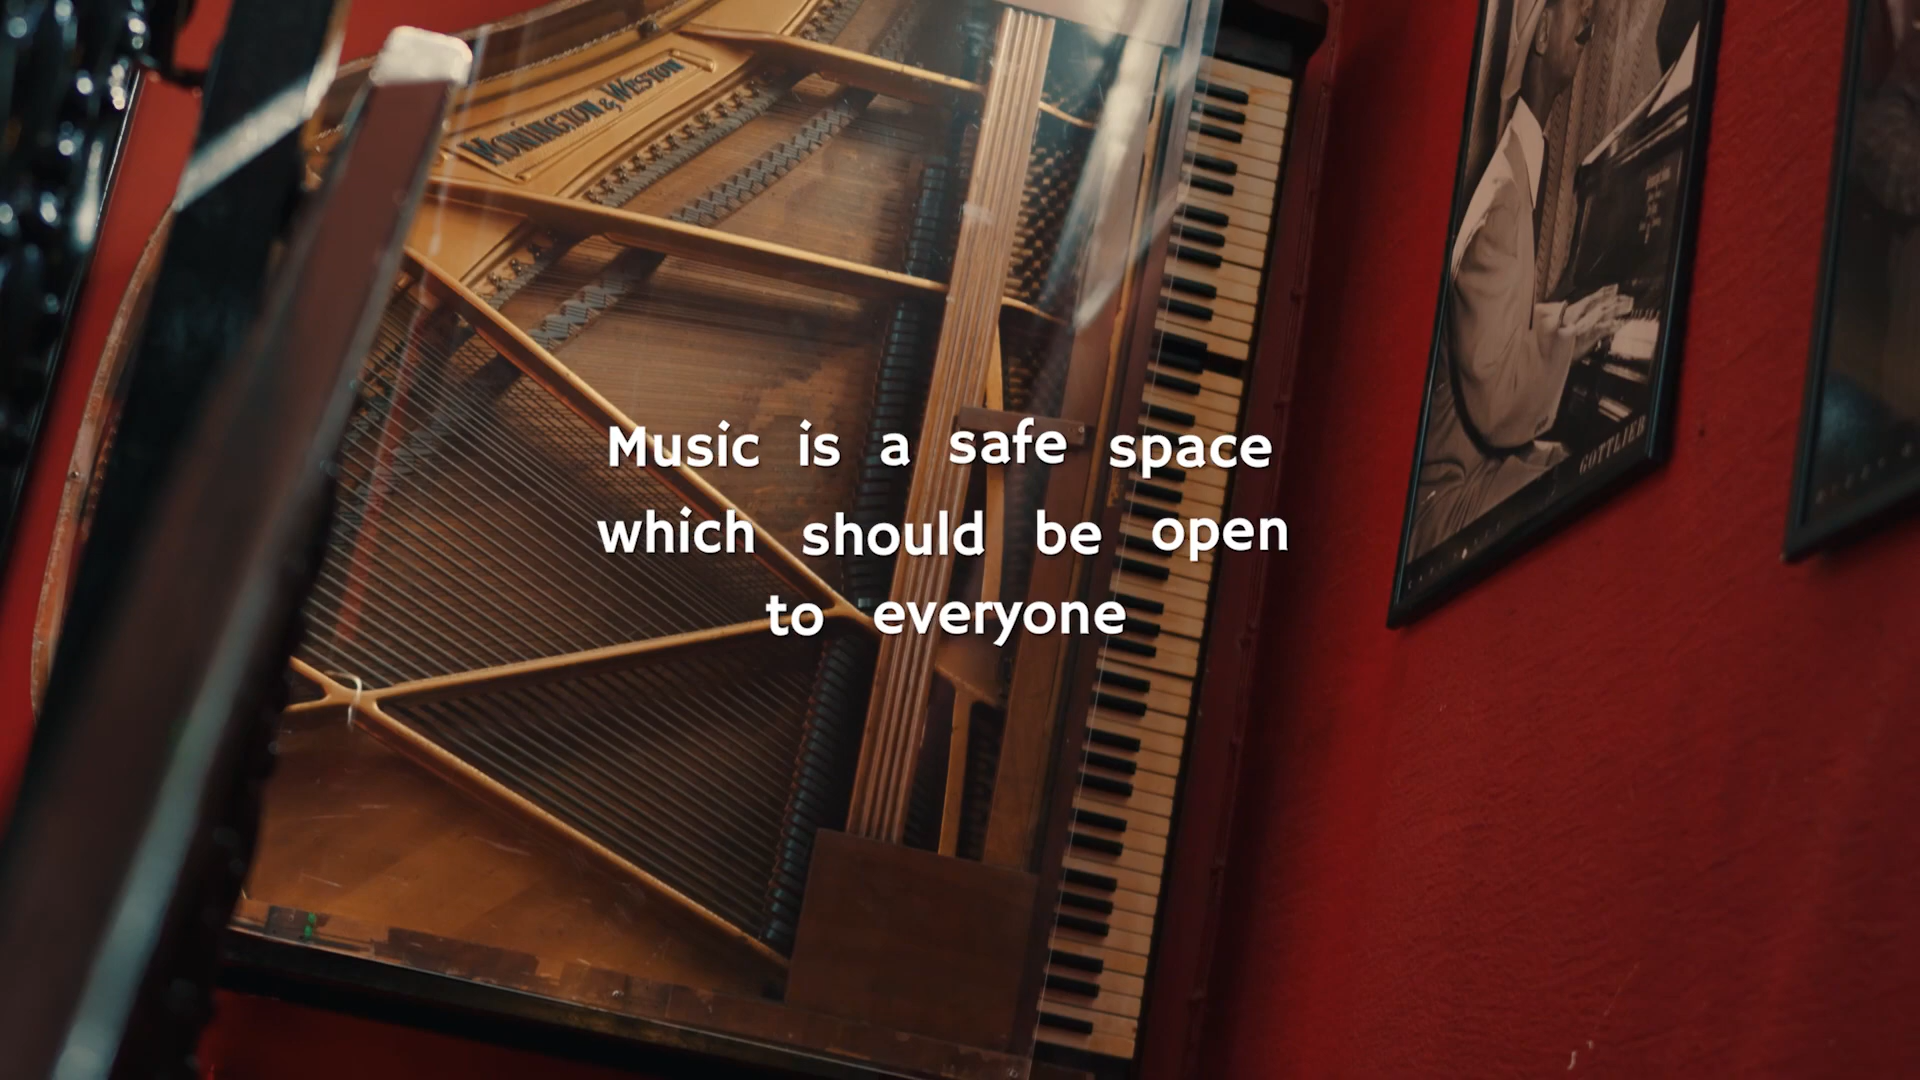 MONINGTON & WESTON
Music is a safe space
which should be open
to everyone
GOTTLIEB